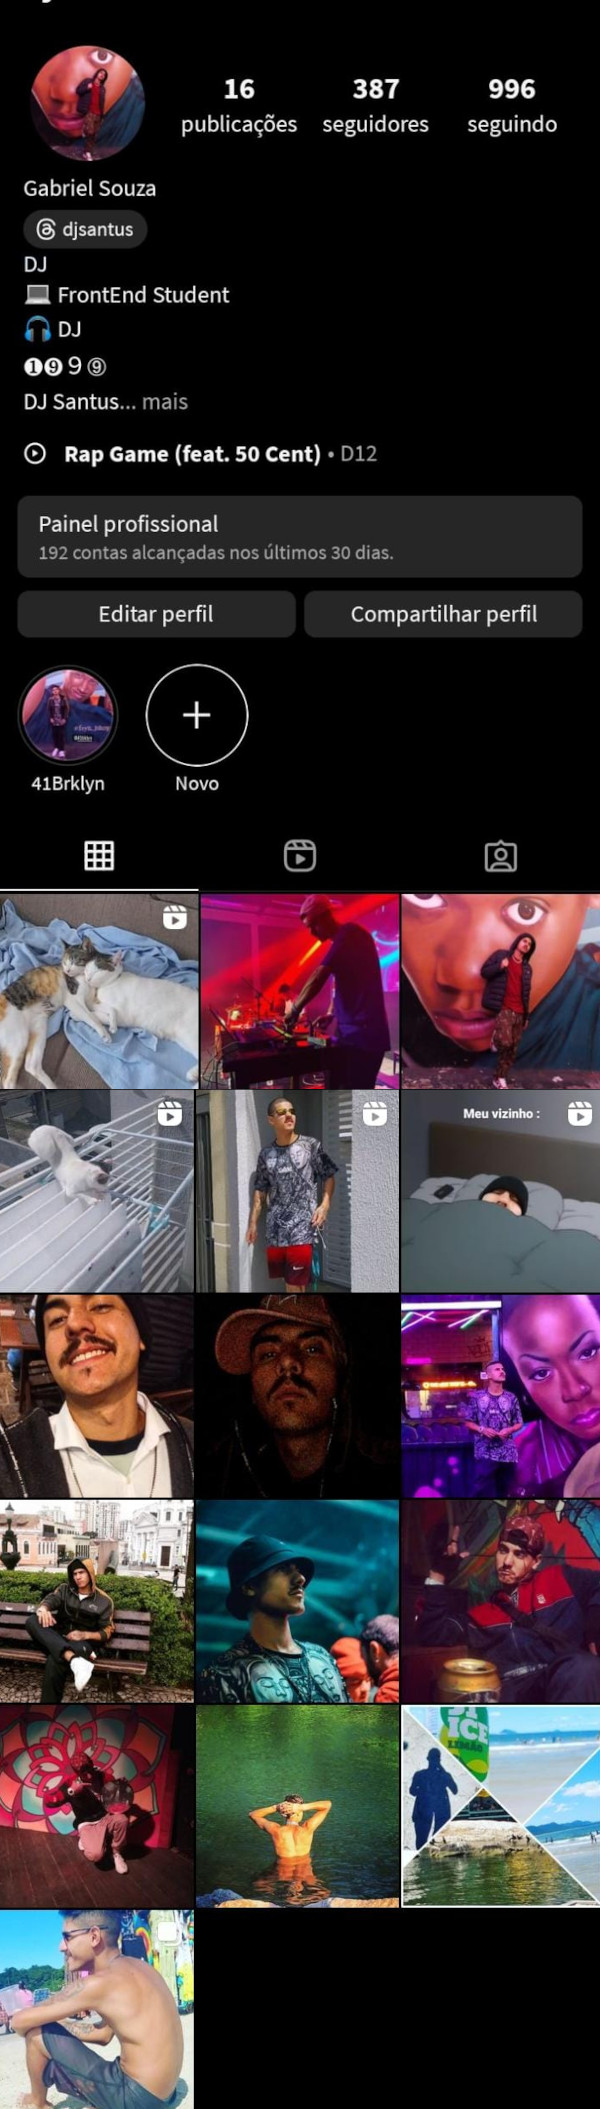 16 387 996
publicações seguidores seguindo
Gabriel Souza
djsantus
DJ
💻 FrontEnd Student
🎧 DJ
❶❾９⑨
DJ Santus... mais
Rap Game (feat. 50 Cent) • D12
Painel profissional
192 contas alcançadas nos últimos 30 dias.
Editar perfil Compartilhar perfil
41Brklyn Novo
Meu vizinho :
ICE
LIMÃO